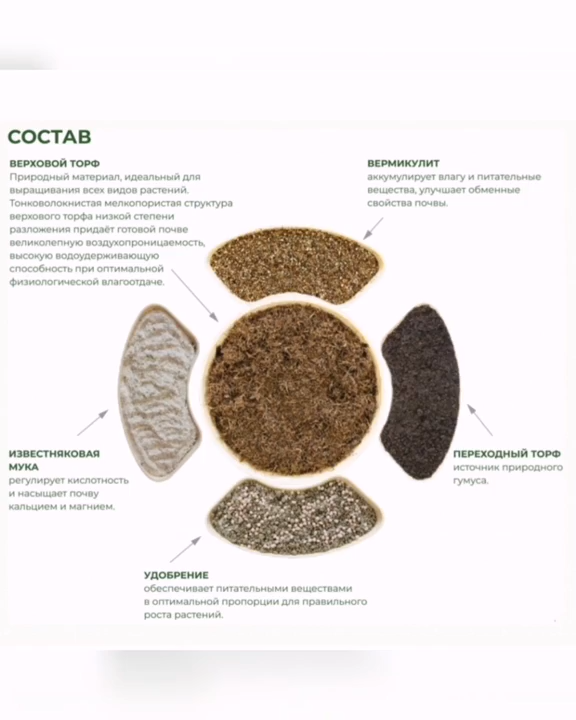 СОСТАВ
ВЕРХОВОЙ ТОРФ
Природный материал, идеальный для
выращивания всех видов растений.
Тонковолокнистая мелкопористая структура
верхового торфа низкой степени
разложения придаёт готовой почве
великолепную воздухопроницаемость,
высокую водоудерживающую
способность при оптимальной
физиологической влагоотдаче.
ВЕРМИКУЛИТ
аккумулирует влагу и питательные
вещества, улучшает обменные
свойства почвы.
ИЗВЕСТНЯКОВАЯ
МУКА
регулирует кислотность
и насыщает почву
кальцием и магнием.
ПЕРЕХОДНЫЙ ТОРФ
источник природного
гумуса.
УДОБРЕНИЕ
обеспечивает питательными веществами
в оптимальной пропорции для правильного
роста растений.